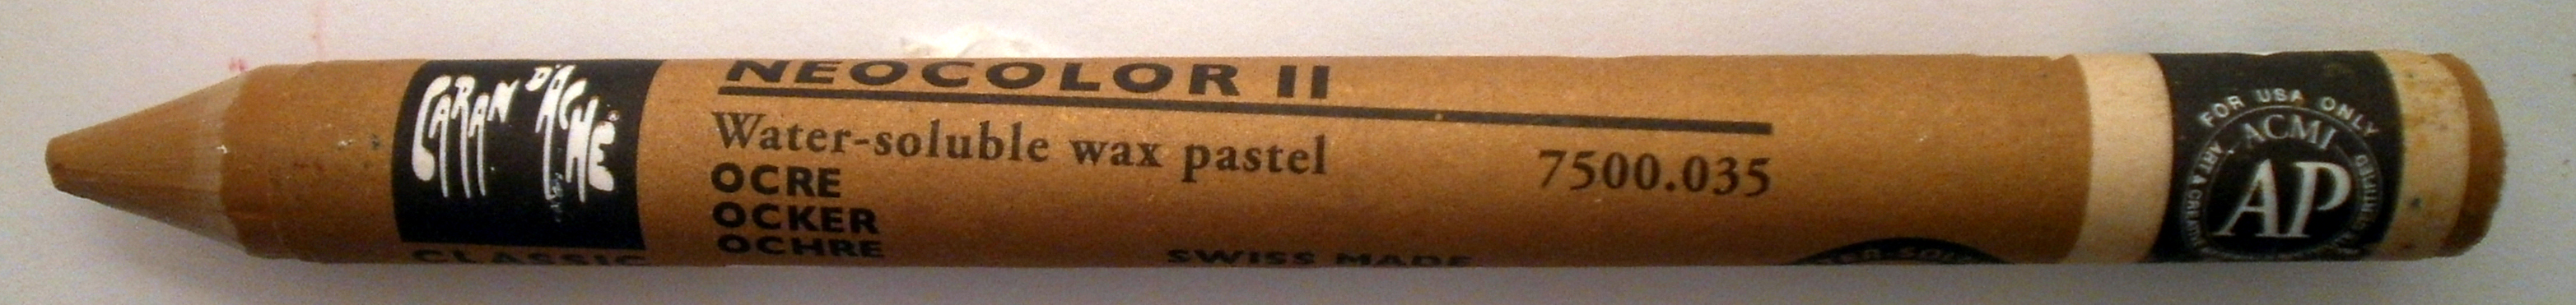 CARAN D'ACHE
CLASSIC
NEOCOLOR II
Water-soluble wax pastel
7500.035
OCRE
OCKER
OCHRE
SWISS MADE
FOR USA ONLY
ACMI
AP